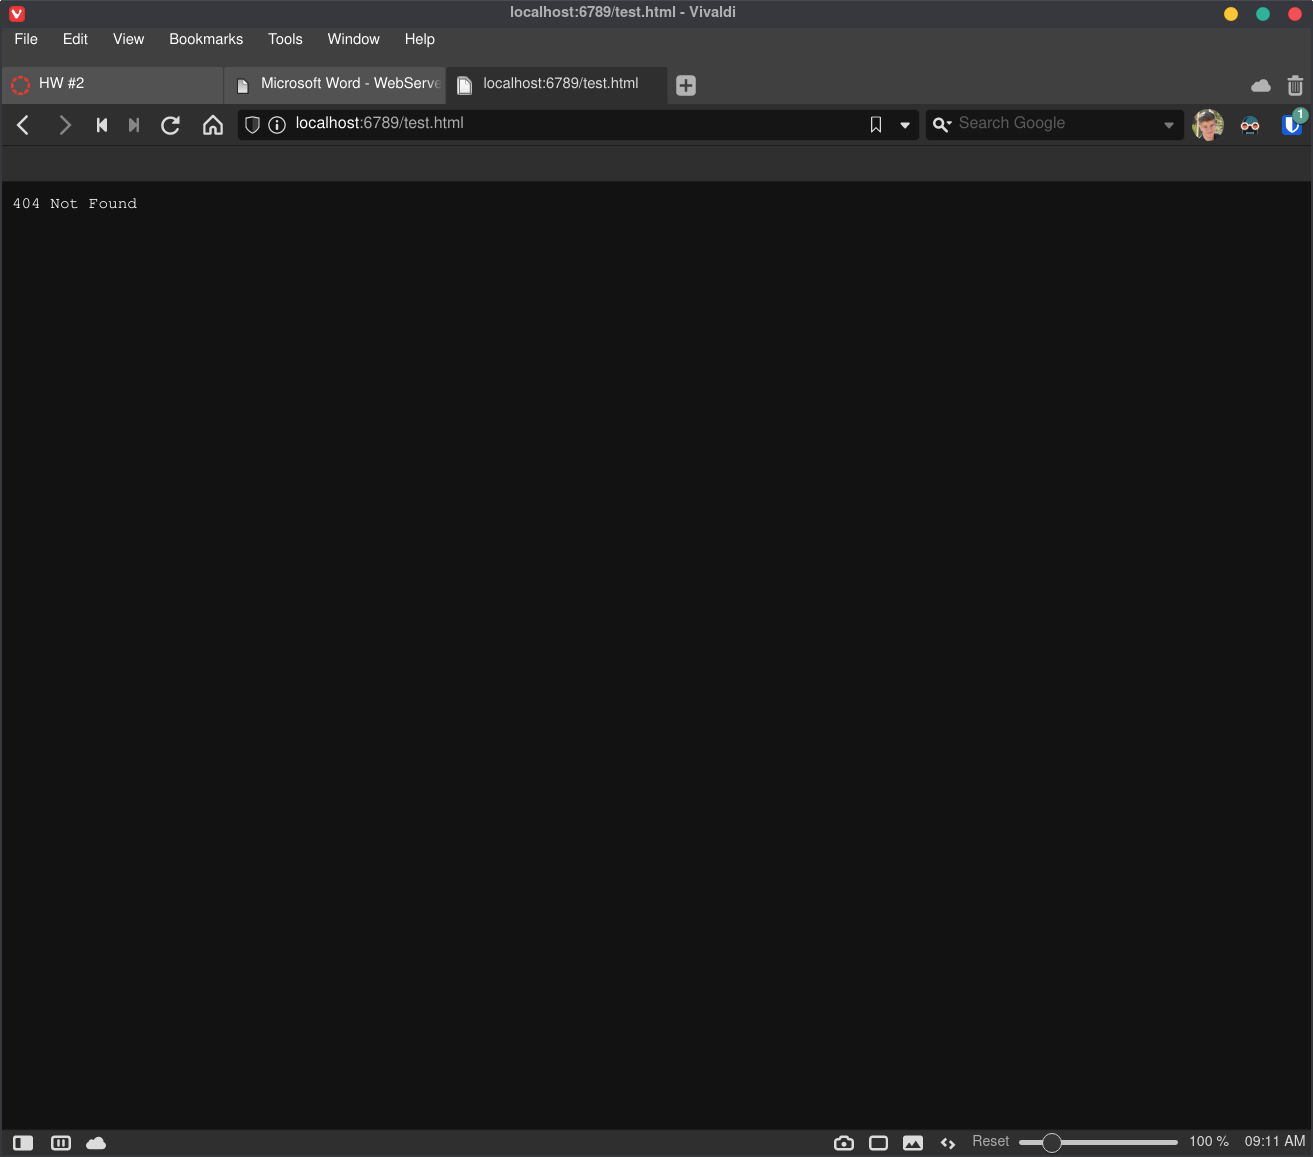 localhost:6789/test.html - Vivaldi
File Edit View Bookmarks Tools Window Help
HW #2
Microsoft Word - WebServe
localhost:6789/test.html
localhost:6789/test.html
Search Google
1
404 Not Found
Reset 100 % 09:11 AM